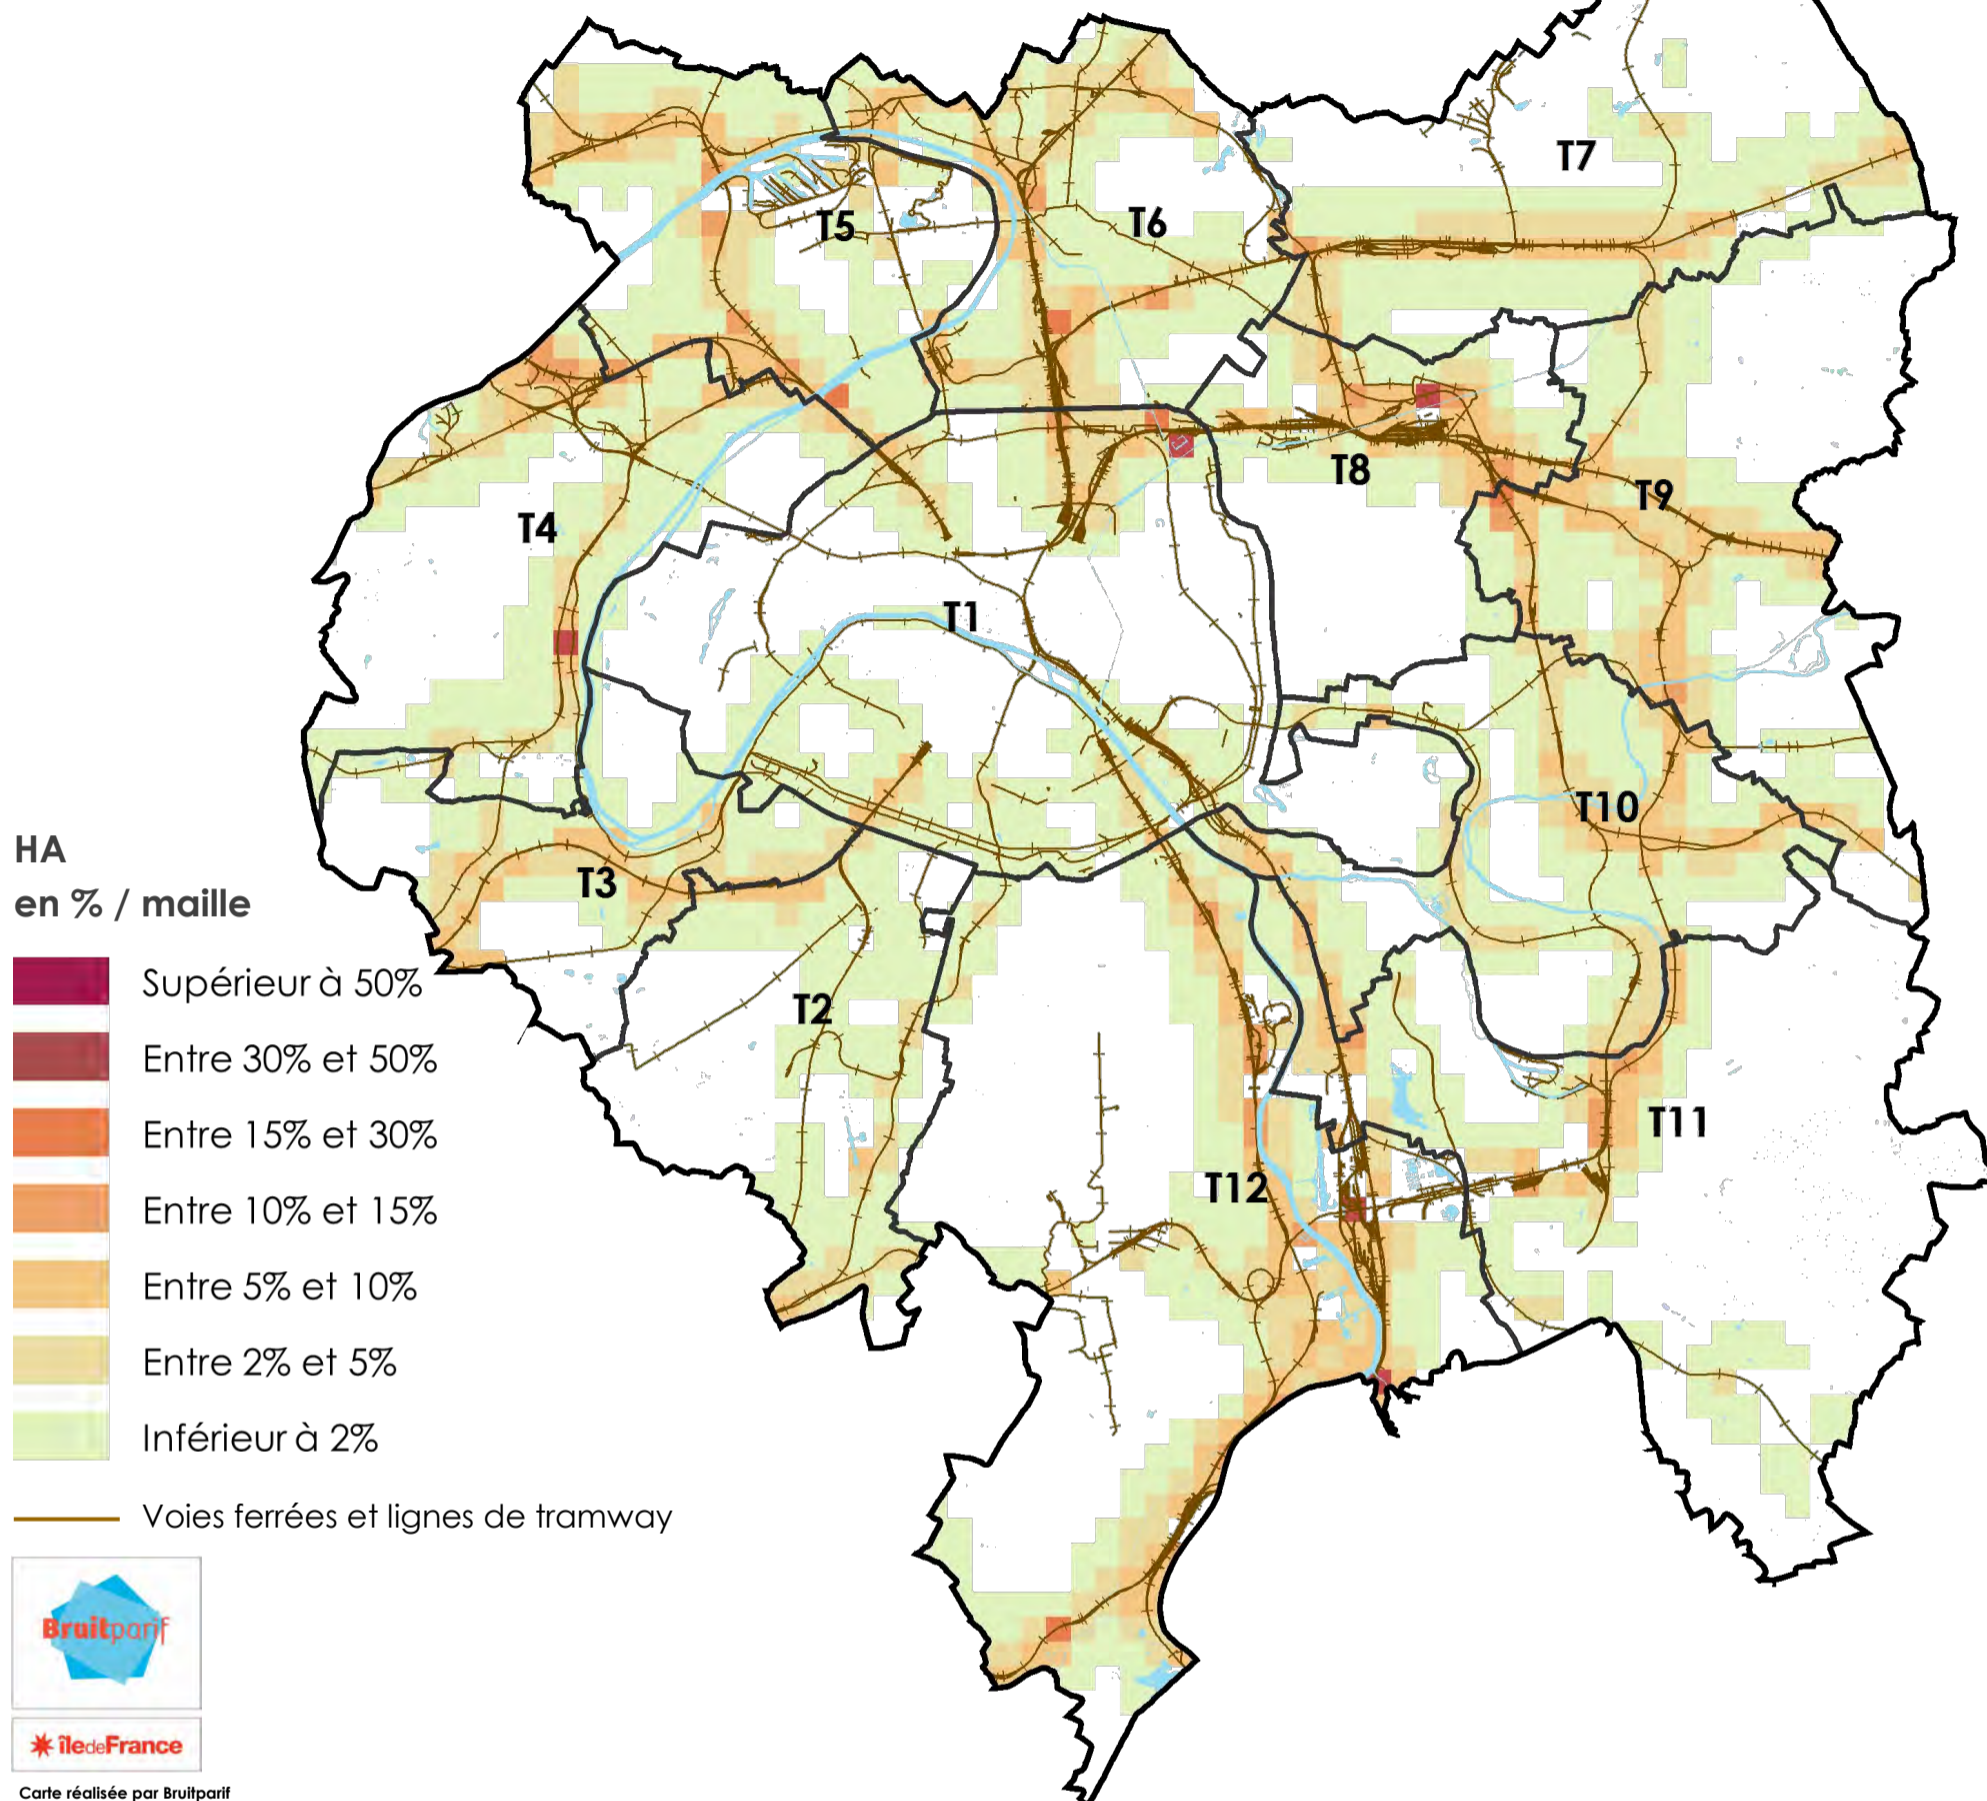 T7
T5
T6
T8
T9
T4
T1
T10
HA
en % / maille
T3
Supérieur à 50%
T2
Entre 30% et 50%
Entre 15% et 30%
T11
T12
Entre 10% et 15%
Entre 5% et 10%
Entre 2% et 5%
Inférieur à 2%
Voies ferrées et lignes de tramway
Bruitparif
îledeFrance
Carte réalisée par Bruitparif